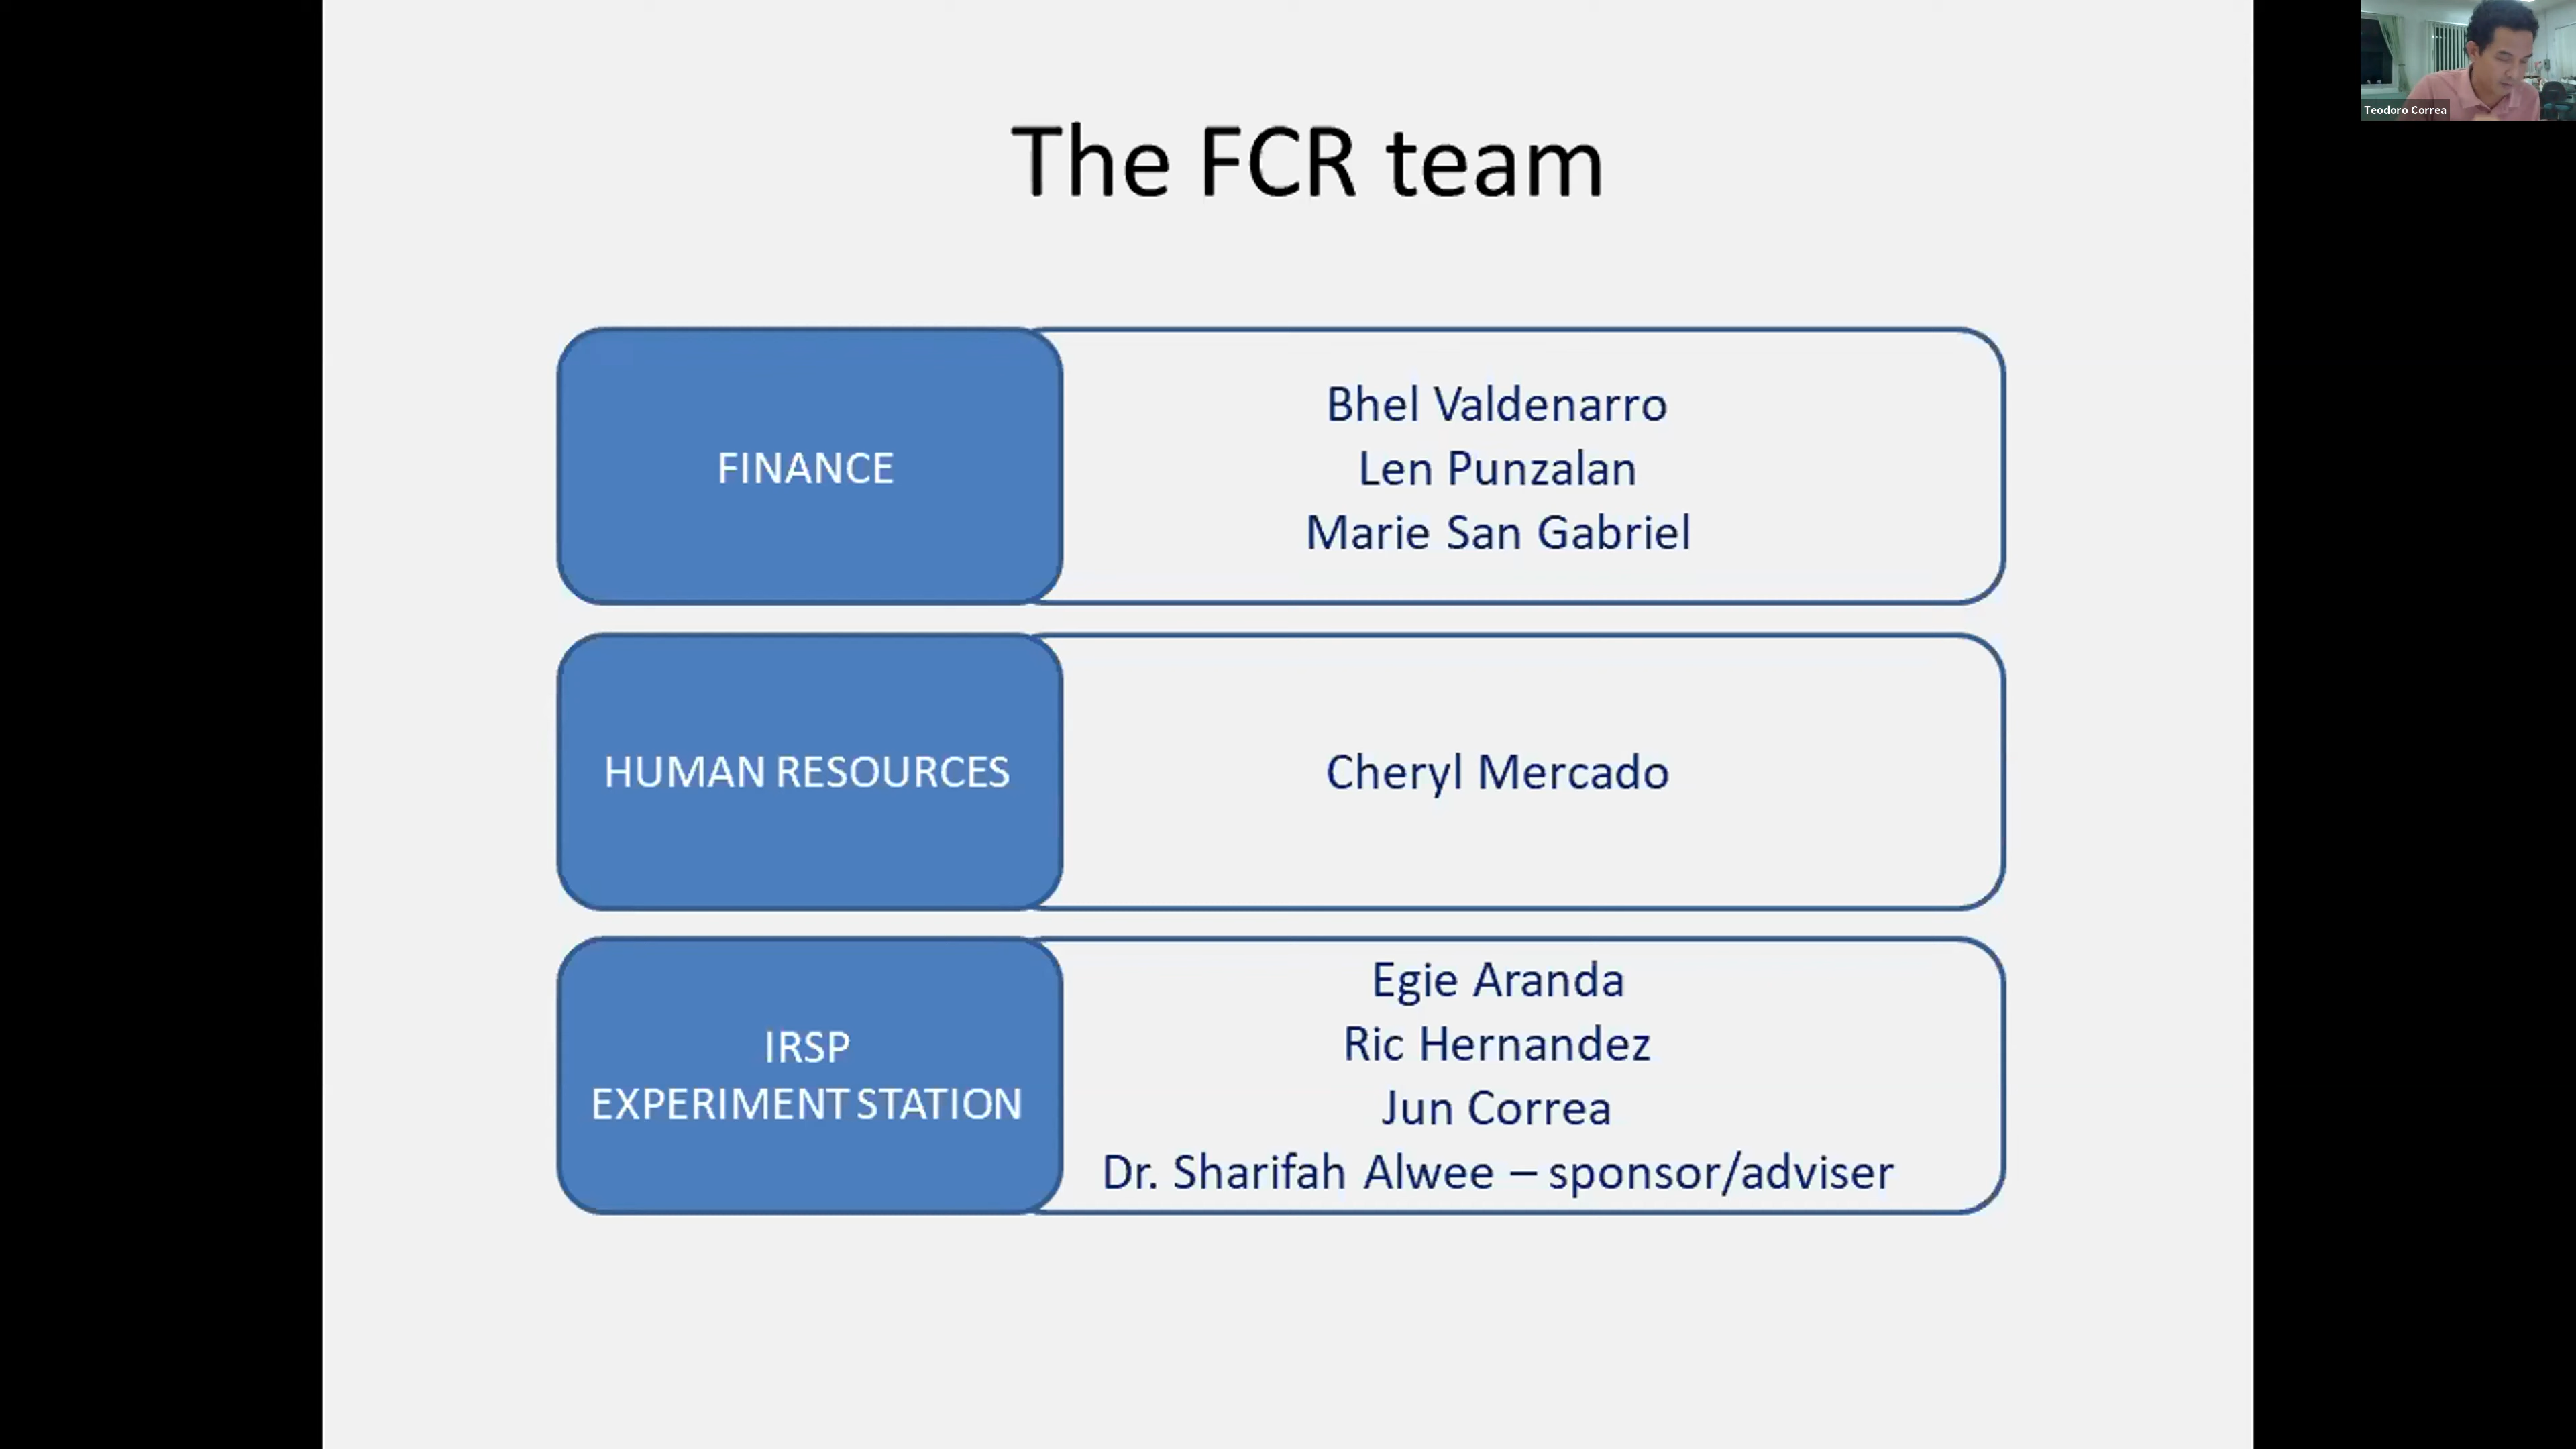 The FCR team
Teodoro Correa
FINANCE
Bhel Valdenarro
Len Punzalan
Marie San Gabriel
HUMAN RESOURCES
Cheryl Mercado
IRSP
EXPERIMENT STATION
Egie Aranda
Ric Hernandez
Jun Correa
Dr. Sharifah Alwee – sponsor/adviser